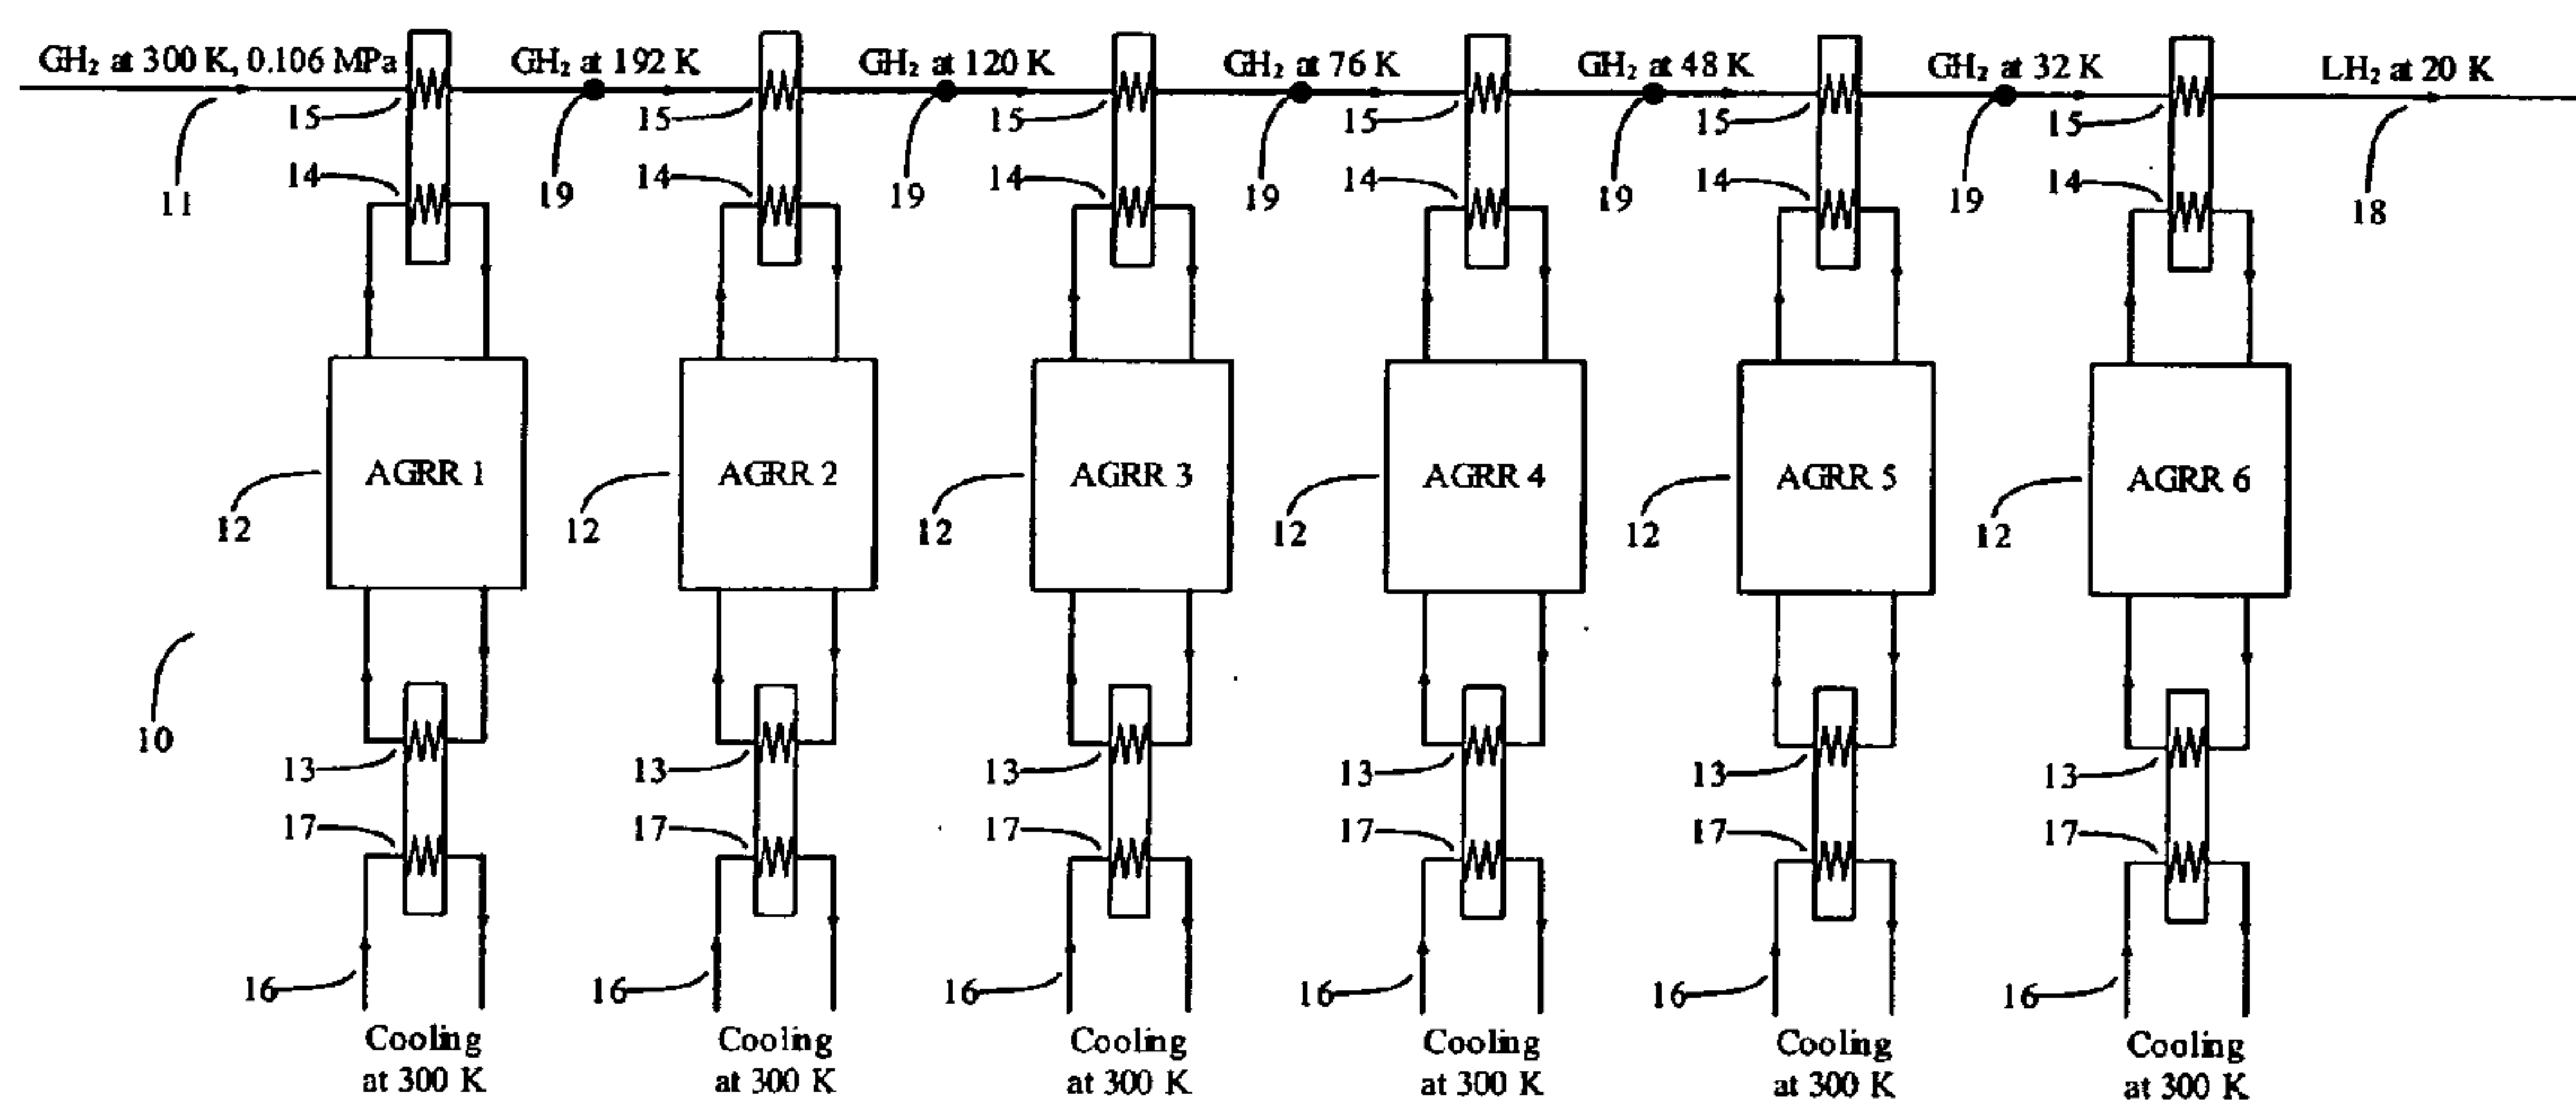 GH₂ at 300 K, 0.106 MPa
GH₂ at 192 K
GH₂ at 120 K
GH₂ at 76 K
GH₂ at 48 K
GH₂ at 32 K
LH₂ at 20 K
15 15 15 15 15 15
14 14 14 14 14 14
11 19 19 19 19 19 18
AGRR 1 AGRR 2 AGRR 3 AGRR 4 AGRR 5 AGRR 6
12 12 12 12 12 12
10
13 13 13 13 13 13
17 17 17 17 17 17
16 16 16 16 16 16
Cooling
at 300 K
Cooling
at 300 K
Cooling
at 300 K
Cooling
at 300 K
Cooling
at 300 K
Cooling
at 300 K